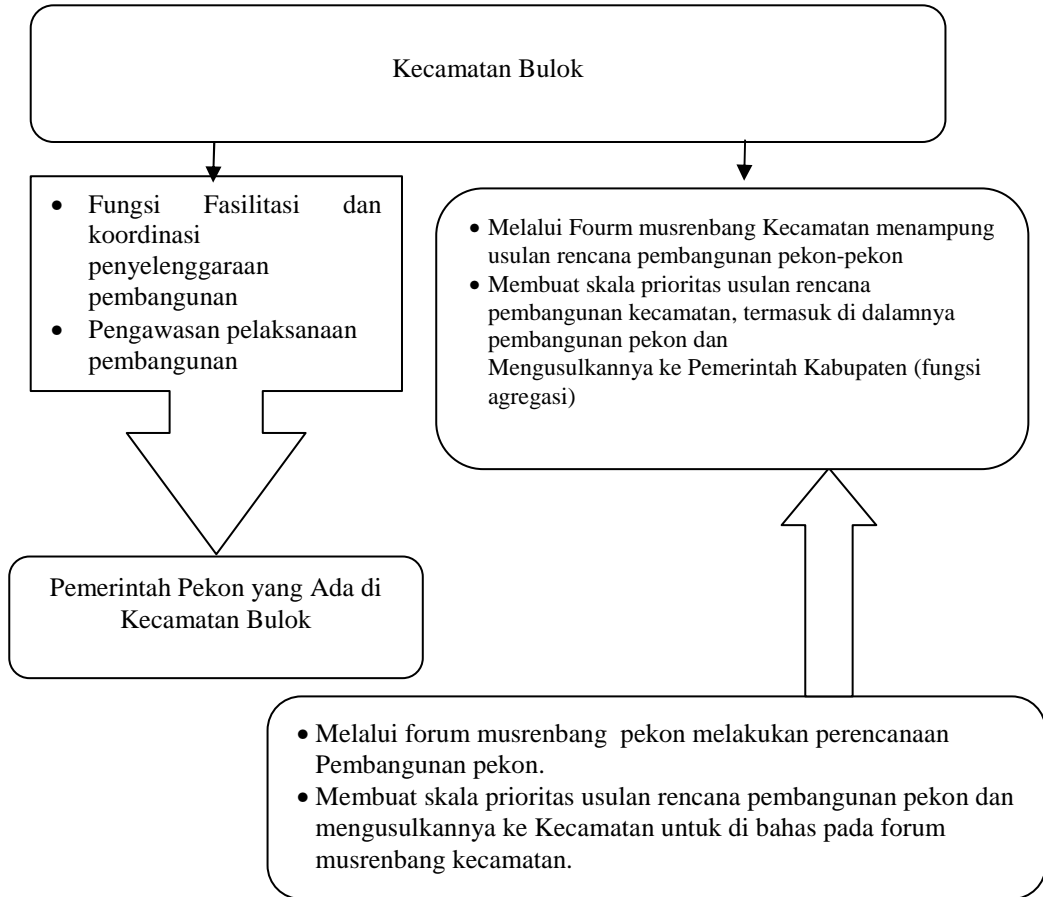 Kecamatan Bulok
• Fungsi Fasilitasi dan
koordinasi
penyelenggaraan
pembangunan
• Pengawasan pelaksanaan
pembangunan
• Melalui Fourm musrenbang Kecamatan menampung
usulan rencana pembangunan pekon-pekon
• Membuat skala prioritas usulan rencana
pembangunan kecamatan, termasuk di dalamnya
pembangunan pekon dan
Mengusulkannya ke Pemerintah Kabupaten (fungsi
agregasi)
Pemerintah Pekon yang Ada di
Kecamatan Bulok
• Melalui forum musrenbang pekon melakukan perencanaan
Pembangunan pekon.
• Membuat skala prioritas usulan rencana pembangunan pekon dan
mengusulkannya ke Kecamatan untuk di bahas pada forum
musrenbang kecamatan.